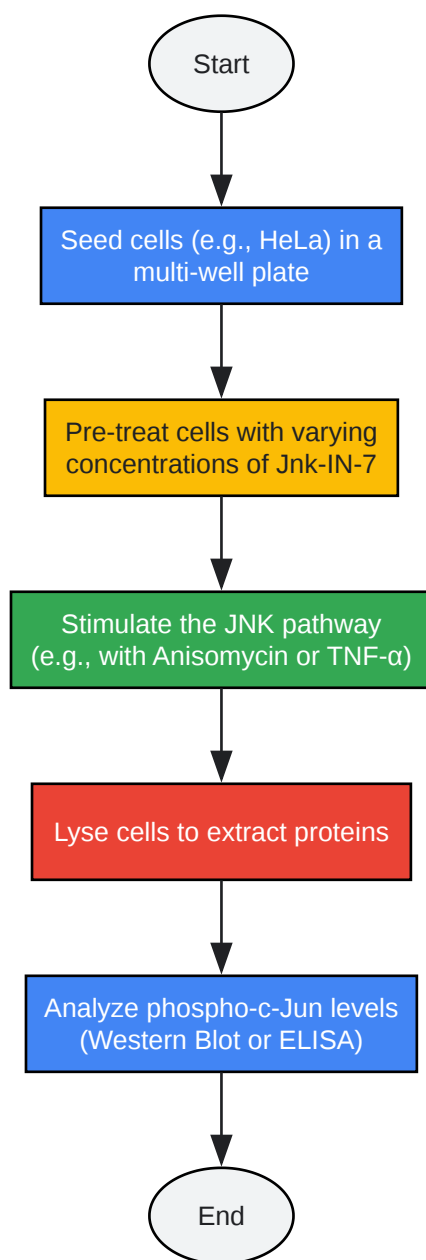 Start
Seed cells (e.g., HeLa) in a
multi-well plate
Pre-treat cells with varying
concentrations of Jnk-IN-7
Stimulate the JNK pathway
(e.g., with Anisomycin or TNF-α)
Lyse cells to extract proteins
Analyze phospho-c-Jun levels
(Western Blot or ELISA)
End